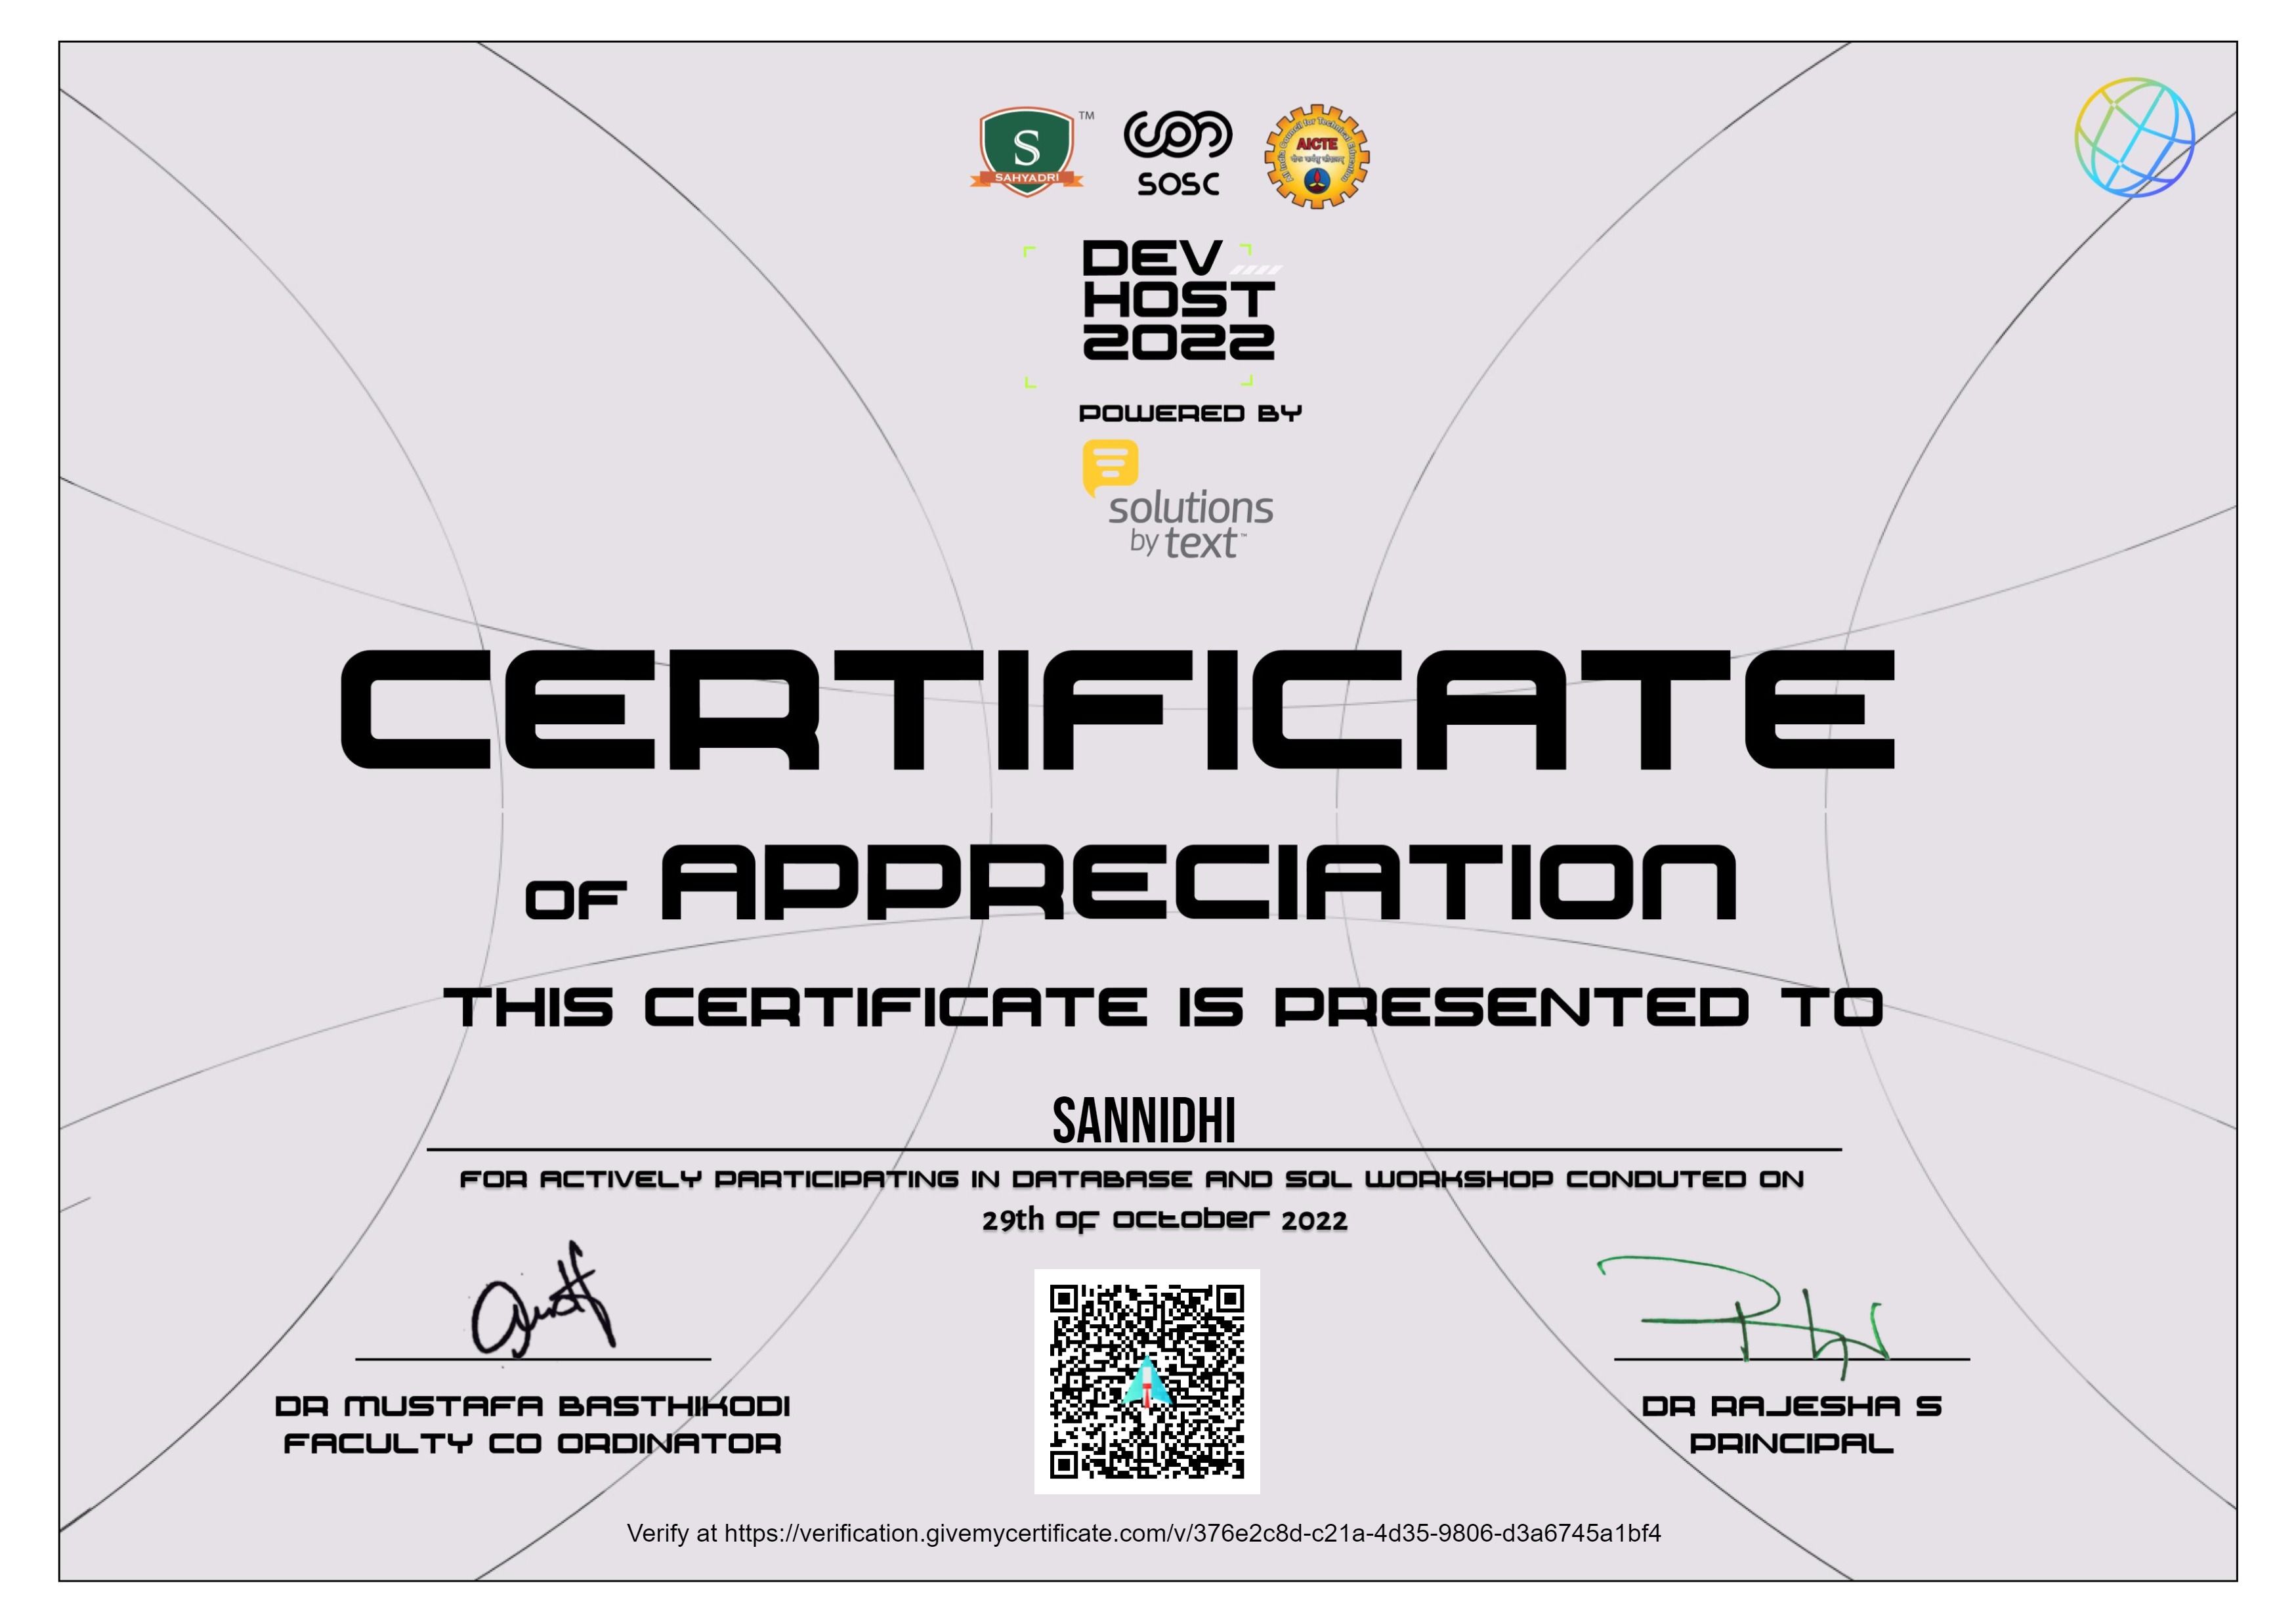 S
SAHYADRI
TM
SOSC
All India Council for Technical Education
AICTE
DEV
HOST
2022
POWERED BY
solutions
by text™
CERTIFICATE
OF APPRECIATION
THIS CERTIFICATE IS PRESENTED TO
SANNIDHI
FOR ACTIVELY PARTICIPATING IN DATABASE AND SQL WORKSHOP CONDUTED ON
29th OF OCtober 2022
DR MUSTAFA BASTHIKODI
FACULTY CO ORDINATOR
DR RAJESHA S
PRINCIPAL
Verify at https://verification.givemycertificate.com/v/376e2c8d-c21a-4d35-9806-d3a6745a1bf4